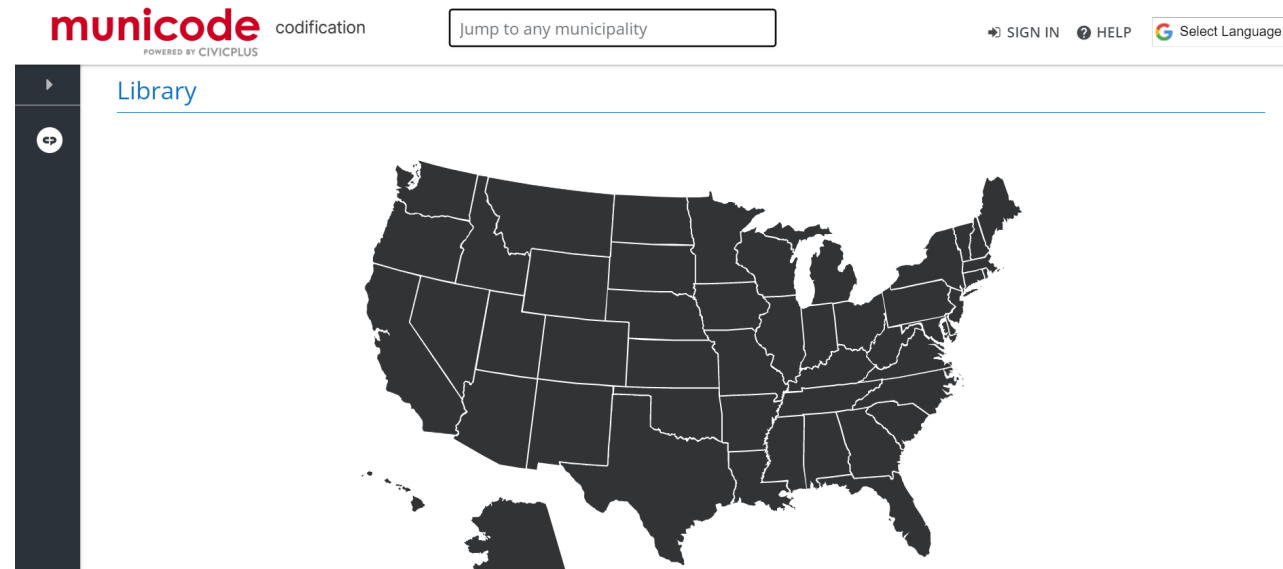 municode codification
POWERED BY CIVICPLUS
Jump to any municipality
SIGN IN HELP Select Language
Library